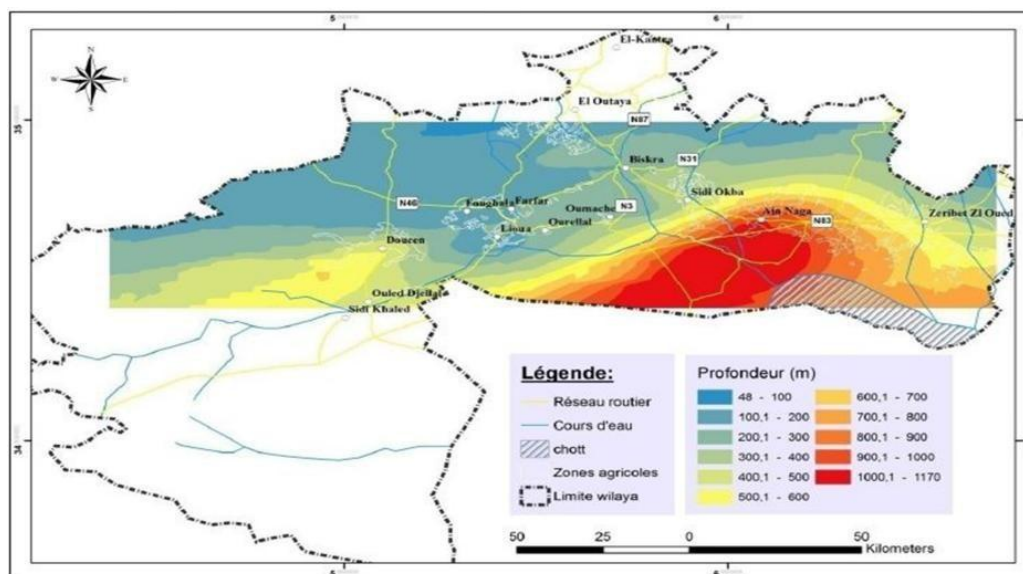 5
6
N
W
E
S
35
35
34
34
El-Kantra
El Outaya
N87
Biskra
N31
N46
Foughala
Farfar
Oumache
N3
Sidi Okba
Ain Naga
N83
Zeribet Zl Oued
Lioua
Ourellal
Doucen
Ouled Djellal
Sidi Khaled
Légende:
Réseau routier
Cours d'eau
chott
Zones agricoles
Limite wilaya
Profondeur (m)
48 - 100
100,1 - 200
200,1 - 300
300,1 - 400
400,1 - 500
500,1 - 600
600,1 - 700
700,1 - 800
800,1 - 900
900,1 - 1000
1000,1 - 1170
50 25 0 50
Kilometers